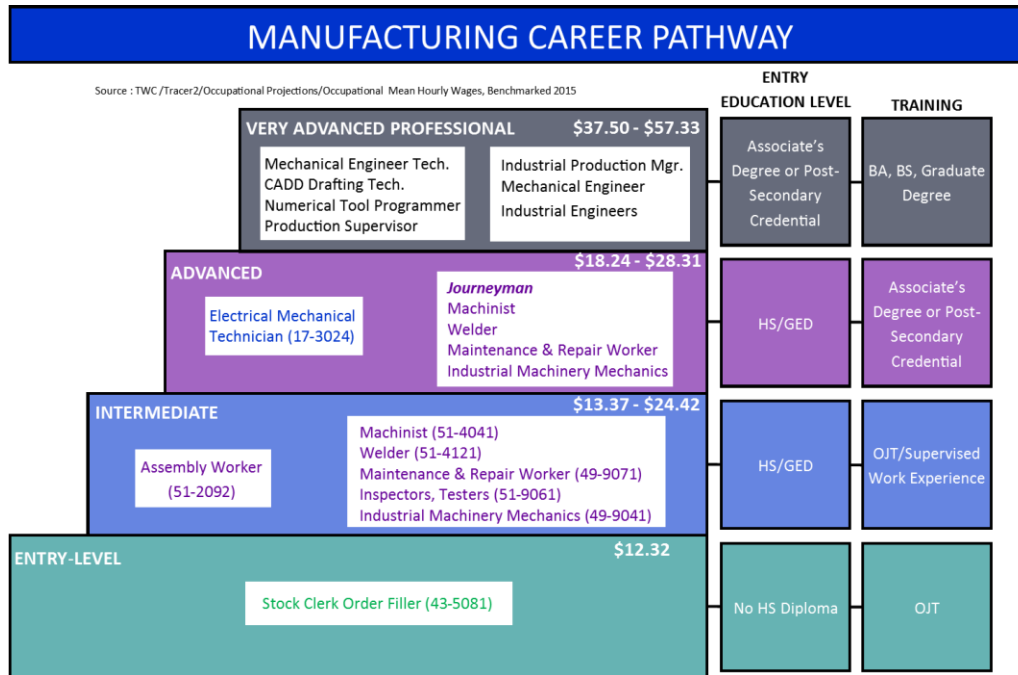 MANUFACTURING CAREER PATHWAY
Source : TWC /Tracer2/Occupational Projections/Occupational Mean Hourly Wages, Benchmarked 2015
ENTRY
EDUCATION LEVEL
TRAINING
VERY ADVANCED PROFESSIONAL
$37.50 - $57.33
Mechanical Engineer Tech.
CADD Drafting Tech.
Numerical Tool Programmer
Production Supervisor
Industrial Production Mgr.
Mechanical Engineer
Industrial Engineers
Associate's
Degree or Post-
Secondary
Credential
BA, BS, Graduate
Degree
ADVANCED
$18.24 - $28.31
Electrical Mechanical
Technician (17-3024)
Journeyman
Machinist
Welder
Maintenance & Repair Worker
Industrial Machinery Mechanics
HS/GED
Associate's
Degree or Post-
Secondary
Credential
INTERMEDIATE
$13.37 - $24.42
Assembly Worker
(51-2092)
Machinist (51-4041)
Welder (51-4121)
Maintenance & Repair Worker (49-9071)
Inspectors, Testers (51-9061)
Industrial Machinery Mechanics (49-9041)
HS/GED
OJT/Supervised
Work Experience
ENTRY-LEVEL
$12.32
Stock Clerk Order Filler (43-5081)
No HS Diploma
OJT